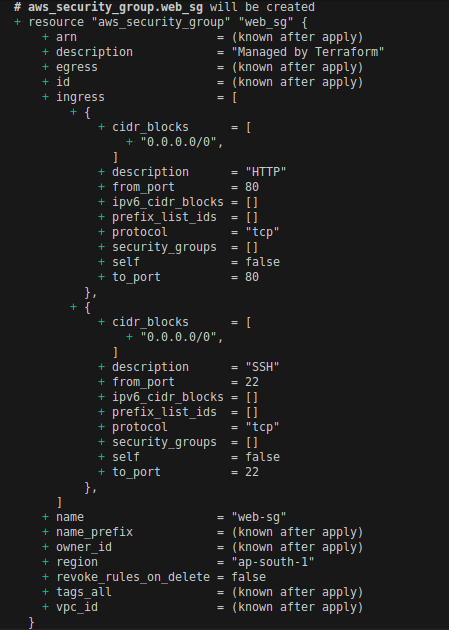 # aws_security_group.web_sg will be created
+ resource "aws_security_group" "web_sg" {
    + arn                    = (known after apply)
    + description            = "Managed by Terraform"
    + egress                 = (known after apply)
    + id                     = (known after apply)
    + ingress                = [
        + {
            + cidr_blocks      = [
                + "0.0.0.0/0",
              ]
            + description      = "HTTP"
            + from_port        = 80
            + ipv6_cidr_blocks = []
            + prefix_list_ids  = []
            + protocol         = "tcp"
            + security_groups  = []
            + self             = false
            + to_port          = 80
          },
        + {
            + cidr_blocks      = [
                + "0.0.0.0/0",
              ]
            + description      = "SSH"
            + from_port        = 22
            + ipv6_cidr_blocks = []
            + prefix_list_ids  = []
            + protocol         = "tcp"
            + security_groups  = []
            + self             = false
            + to_port          = 22
          },
      ]
    + name                   = "web-sg"
    + name_prefix            = (known after apply)
    + owner_id               = (known after apply)
    + region                 = "ap-south-1"
    + revoke_rules_on_delete = false
    + tags_all               = (known after apply)
    + vpc_id                 = (known after apply)
  }